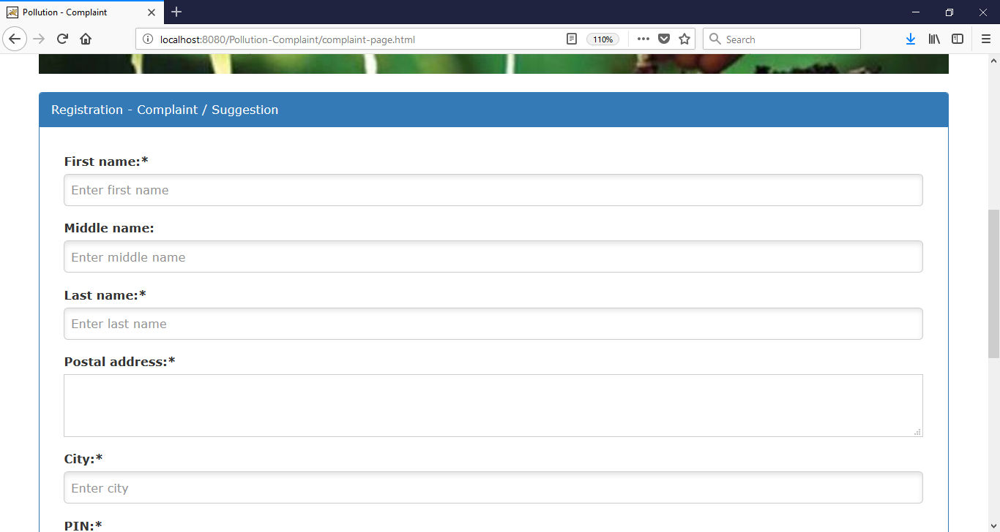 Pollution - Complaint
localhost:8080/Pollution-Complaint/complaint-page.html
110%
Search
Registration - Complaint / Suggestion
First name:*
Enter first name
Middle name:
Enter middle name
Last name:*
Enter last name
Postal address:*
City:*
Enter city
PIN:*